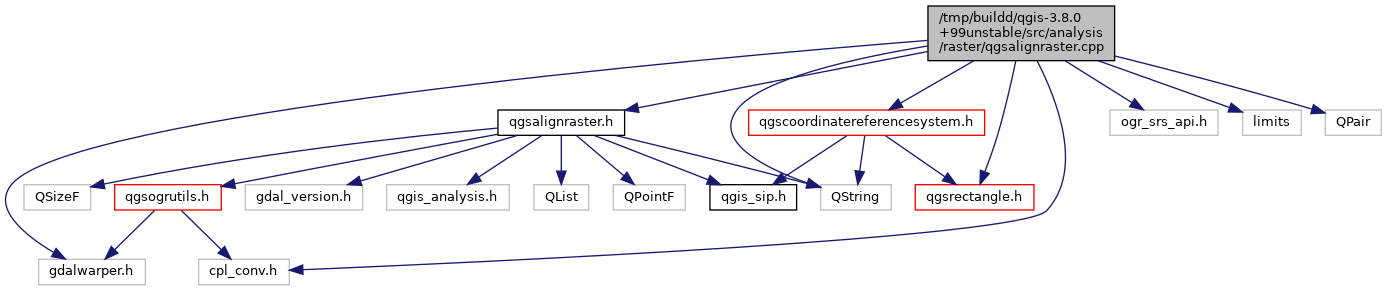 /tmp/buildd/qgis-3.8.0
+99unstable/src/analysis
/raster/qgsalignraster.cpp
qgsalignraster.h
qgscoordinatereferencesystem.h
ogr_srs_api.h
limits
QPair
QSizeF
qgsogrutils.h
gdal_version.h
qgis_analysis.h
QList
QPointF
qgis_sip.h
QString
qgsrectangle.h
gdalwarper.h
cpl_conv.h